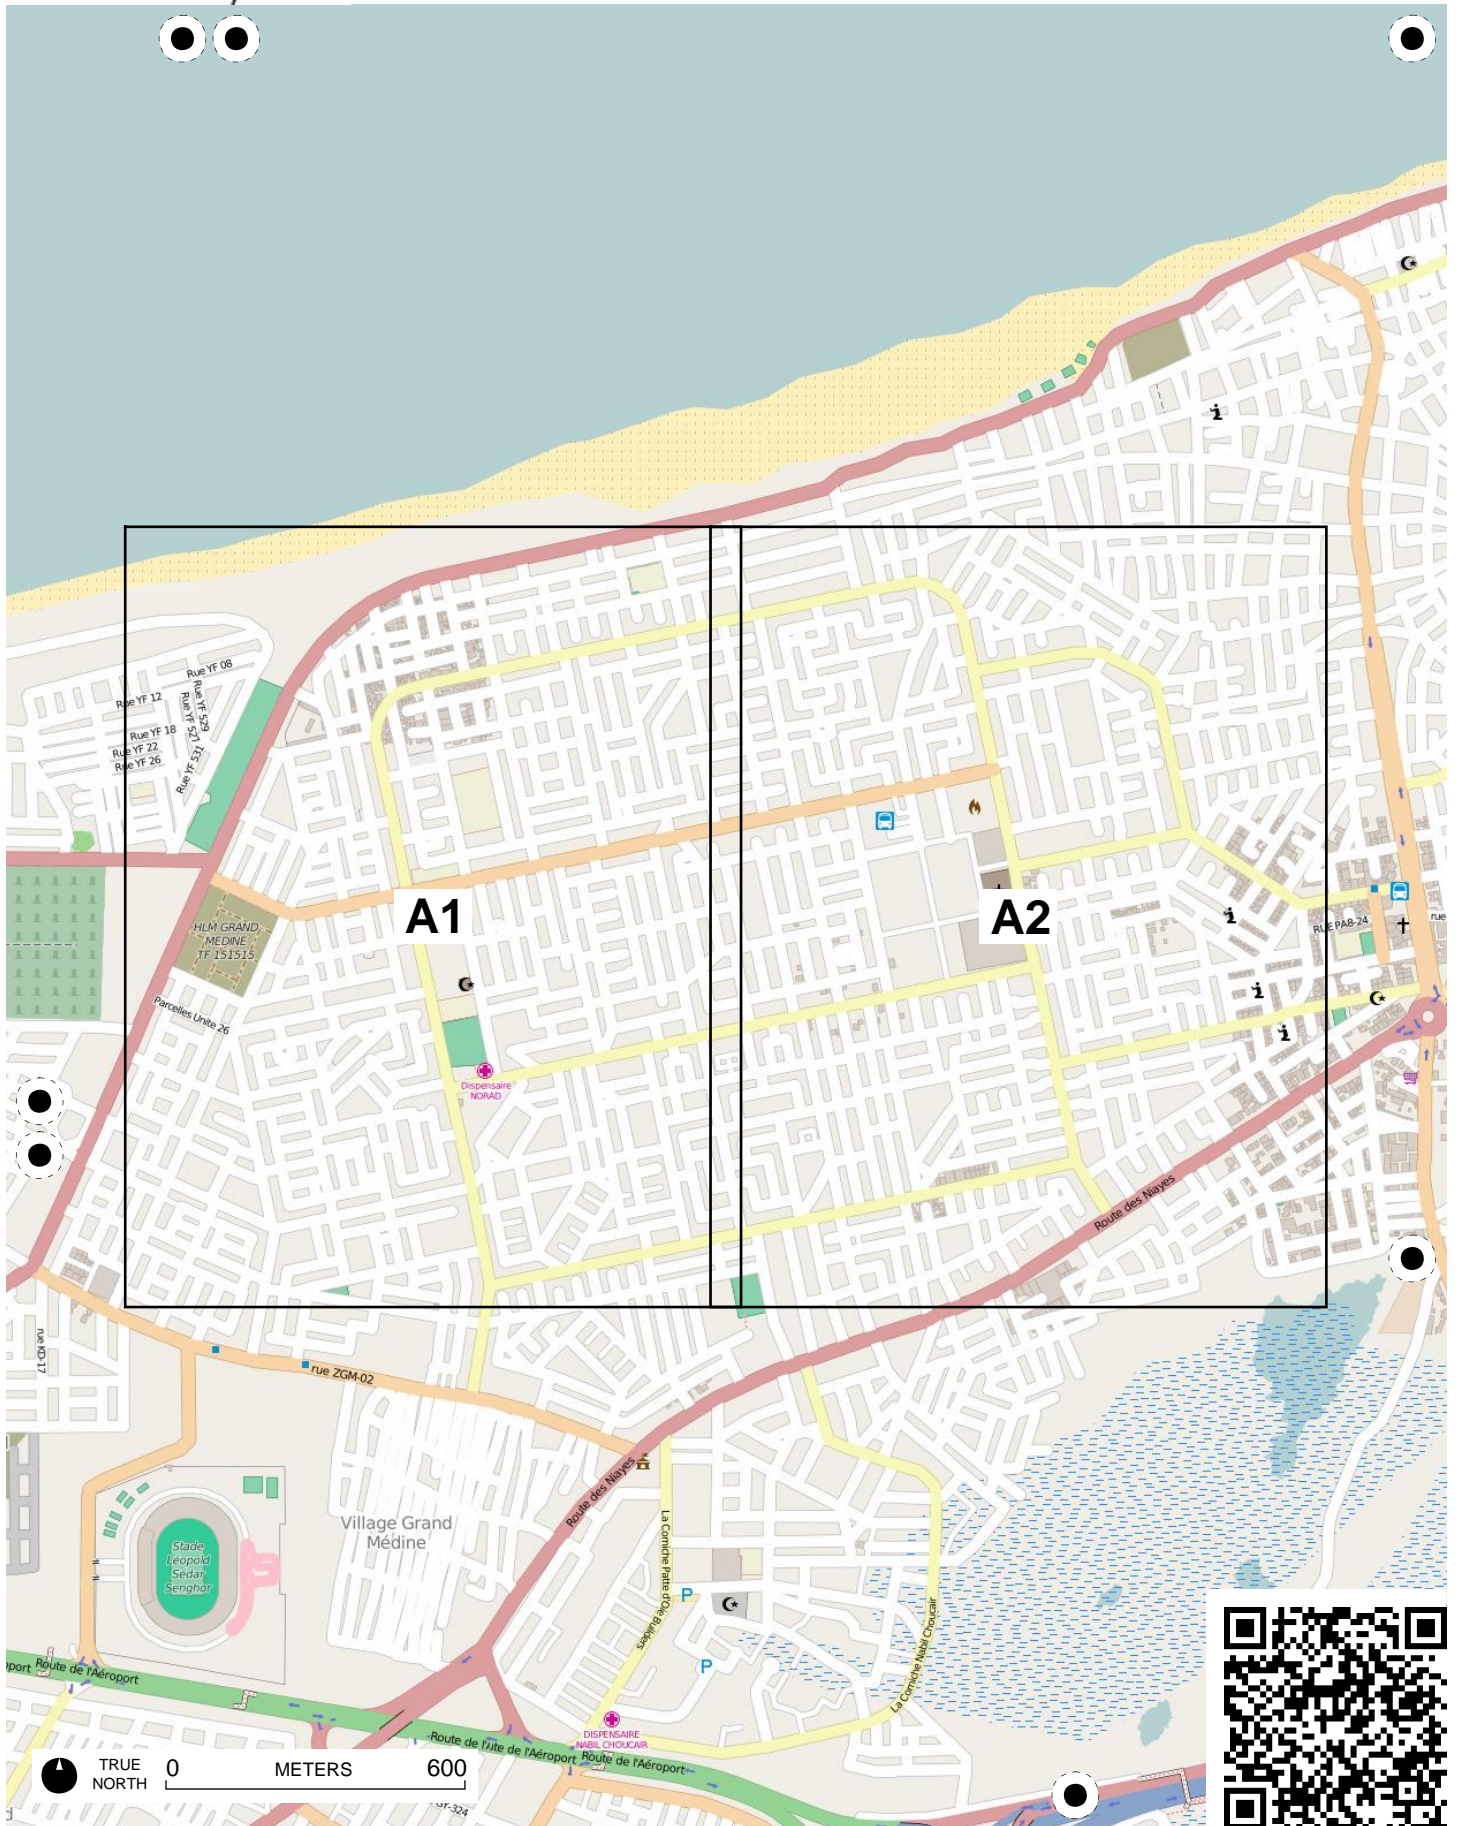 Rue YF 08
Rue YF 12
Rue YF 529
Rue YF 521
Rue YF 18
Rue YF 22
Rue YF 26
Rue YF 531
A1
A2
HLM GRAND
MEDINE
TF 151515
RUE PA8-24
rue
Parcelles Unite 26
Dispensaire
NORAD
Route des Niayes
rue KD-17
rue ZGM-02
Route des Niayes
Village Grand
Médine
Stade
Léopold
Sédar
Senghor
P
La Corniche Patte d'Oie Builders
P
La Corniche Nabil Choucair
Route de l'Aéroport
DISPENSAIRE
NABIL CHOUCAIR
Route de l'Aéroport
Route de l'Aéroport
TRUE
NORTH
0 METERS 600